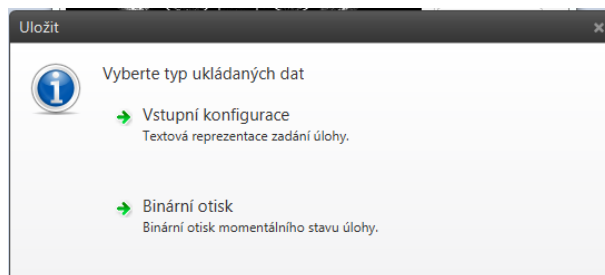 Uložit
Vyberte typ ukládaných dat
Vstupní konfigurace
Textová reprezentace zadání úlohy.
Binární otisk
Binární otisk momentálního stavu úlohy.